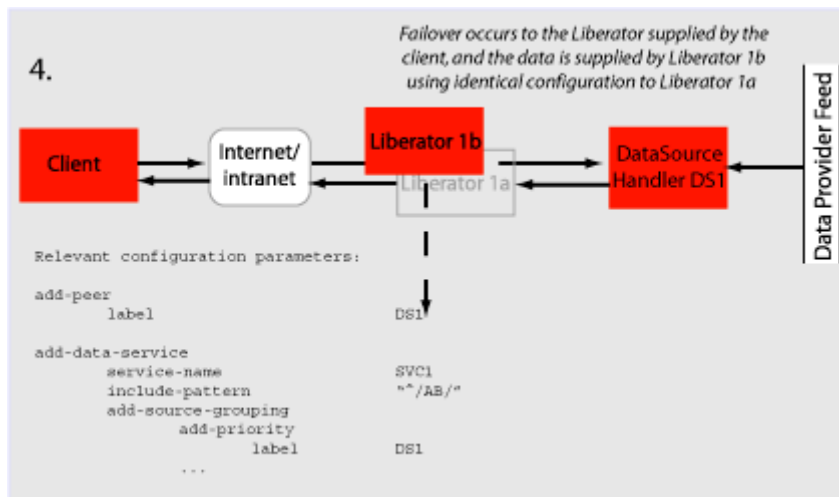 Failover occurs to the Liberator supplied by the
client, and the data is supplied by Liberator 1b
using identical configuration to Liberator 1a
4.
Client
Internet/
intranet
Liberator 1b
Liberator 1a
DataSource
Handler DS1
Data Provider Feed
Relevant configuration parameters:
add-peer
label DS1
add-data-service
service-name SVC1
include-pattern "^/AB/"
add-source-grouping
add-priority
label DS1
...